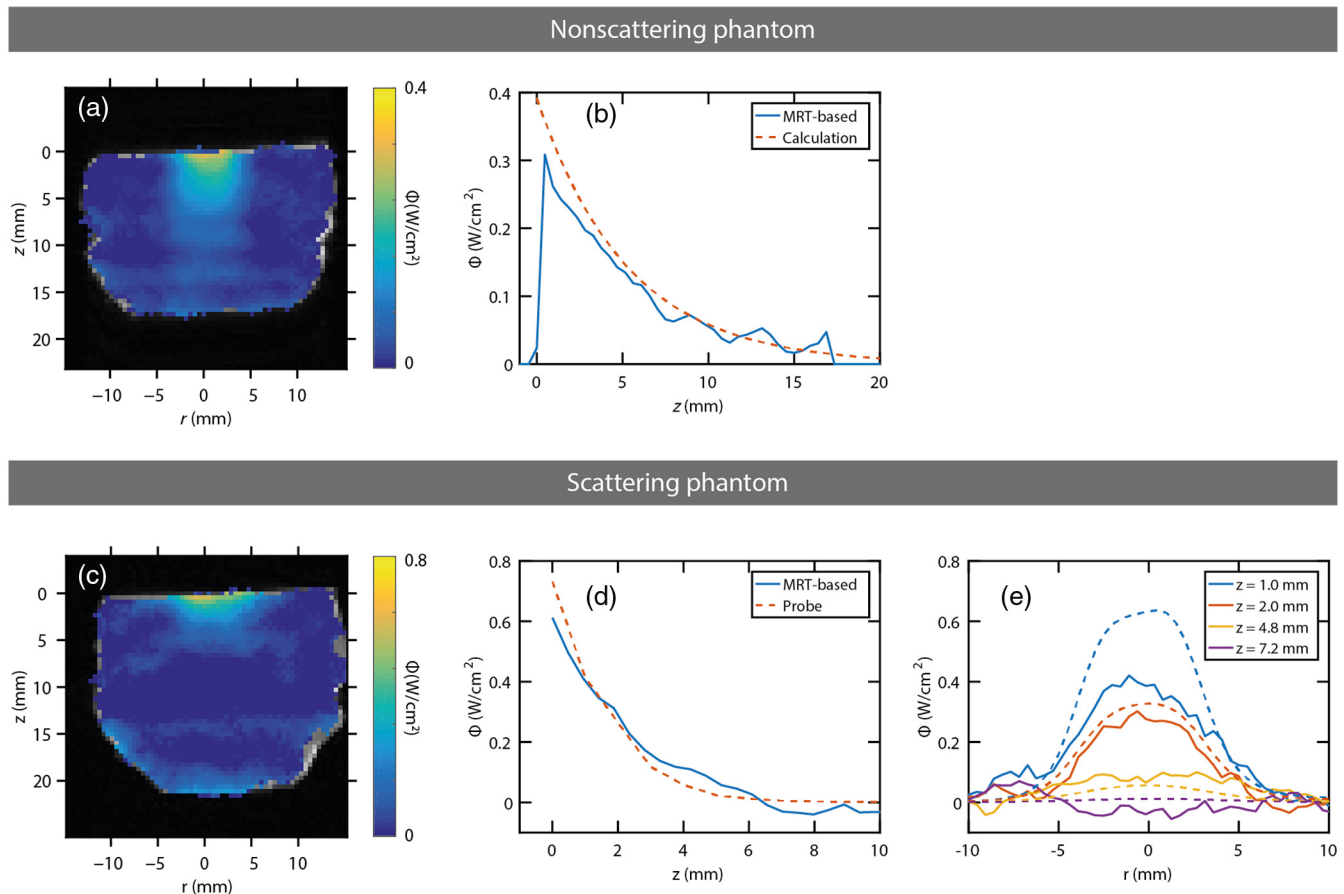 Nonscattering phantom
(a)
0
5
10
15
20
z (mm)
−10 −5 0 5 10
r (mm)
0.4
Φ(W/cm²)
0
(b)
MRT-based
Calculation
0.4
0.3
0.2
0.1
0
Φ (W/cm²)
0 5 10 15 20
z (mm)
Scattering phantom
(c)
0
5
10
15
20
z (mm)
−10 −5 0 5 10
r (mm)
0.8
Φ(W/cm²)
0
(d)
MRT-based
Probe
0.8
0.6
0.4
0.2
0
Φ (W/cm²)
0 2 4 6 8 10
z (mm)
(e)
z = 1.0 mm
z = 2.0 mm
z = 4.8 mm
z = 7.2 mm
0.8
0.6
0.4
0.2
0
Φ (W/cm²)
-10 -5 0 5 10
r (mm)